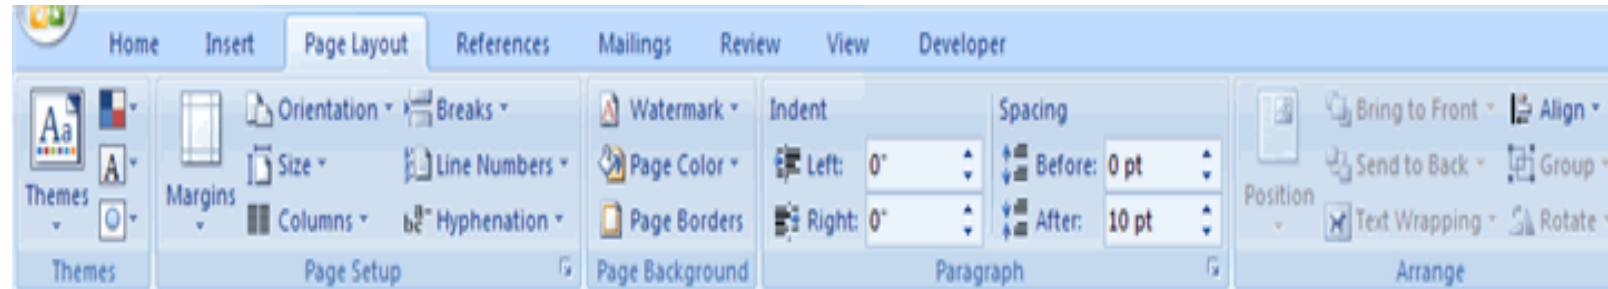 Home Insert Page Layout References Mailings Review View Developer
Aa Orientation Breaks Watermark Indent Spacing Bring to Front Align
A Size Line Numbers Page Color Left: 0" Before: 0 pt Send to Back Group
Themes Margins Columns Hyphenation Page Borders Right: 0" After: 10 pt Position Text Wrapping Rotate
Themes Page Setup Page Background Paragraph Arrange